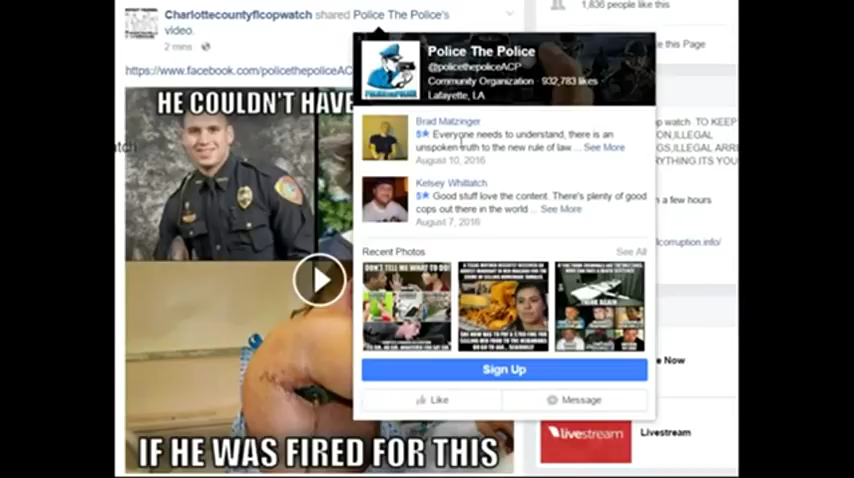 Charlottecountyflcopwatch shared Police The Police's
video.
2 mins
https://www.facebook.com/policethepoliceAC
HE COULDN'T HAVE
IF HE WAS FIRED FOR THIS
Police The Police
@policethepoliceACP
Community Organization · 932,783 likes
Lafayette, LA
Brad Matzinger
5★ Everyone needs to understand, there is an
unspoken truth to the new rule of law ... See More
August 10, 2016
Kelsey Whitlatch
5★ Good stuff love the content. There's plenty of good
cops out there in the world ... See More
August 7, 2016
Recent Photos See All
DON'T TELL ME WHAT TO DO!
THINK AGAIN
Sign Up
Like Message
1,836 people like this
this Page
watch TO KEEP
ON,ILLEGAL
GS,ILLEGAL ARRE
RYTHING.ITS YOU
n a few hours
lcorruption.info/
e Now
livestream Livestream